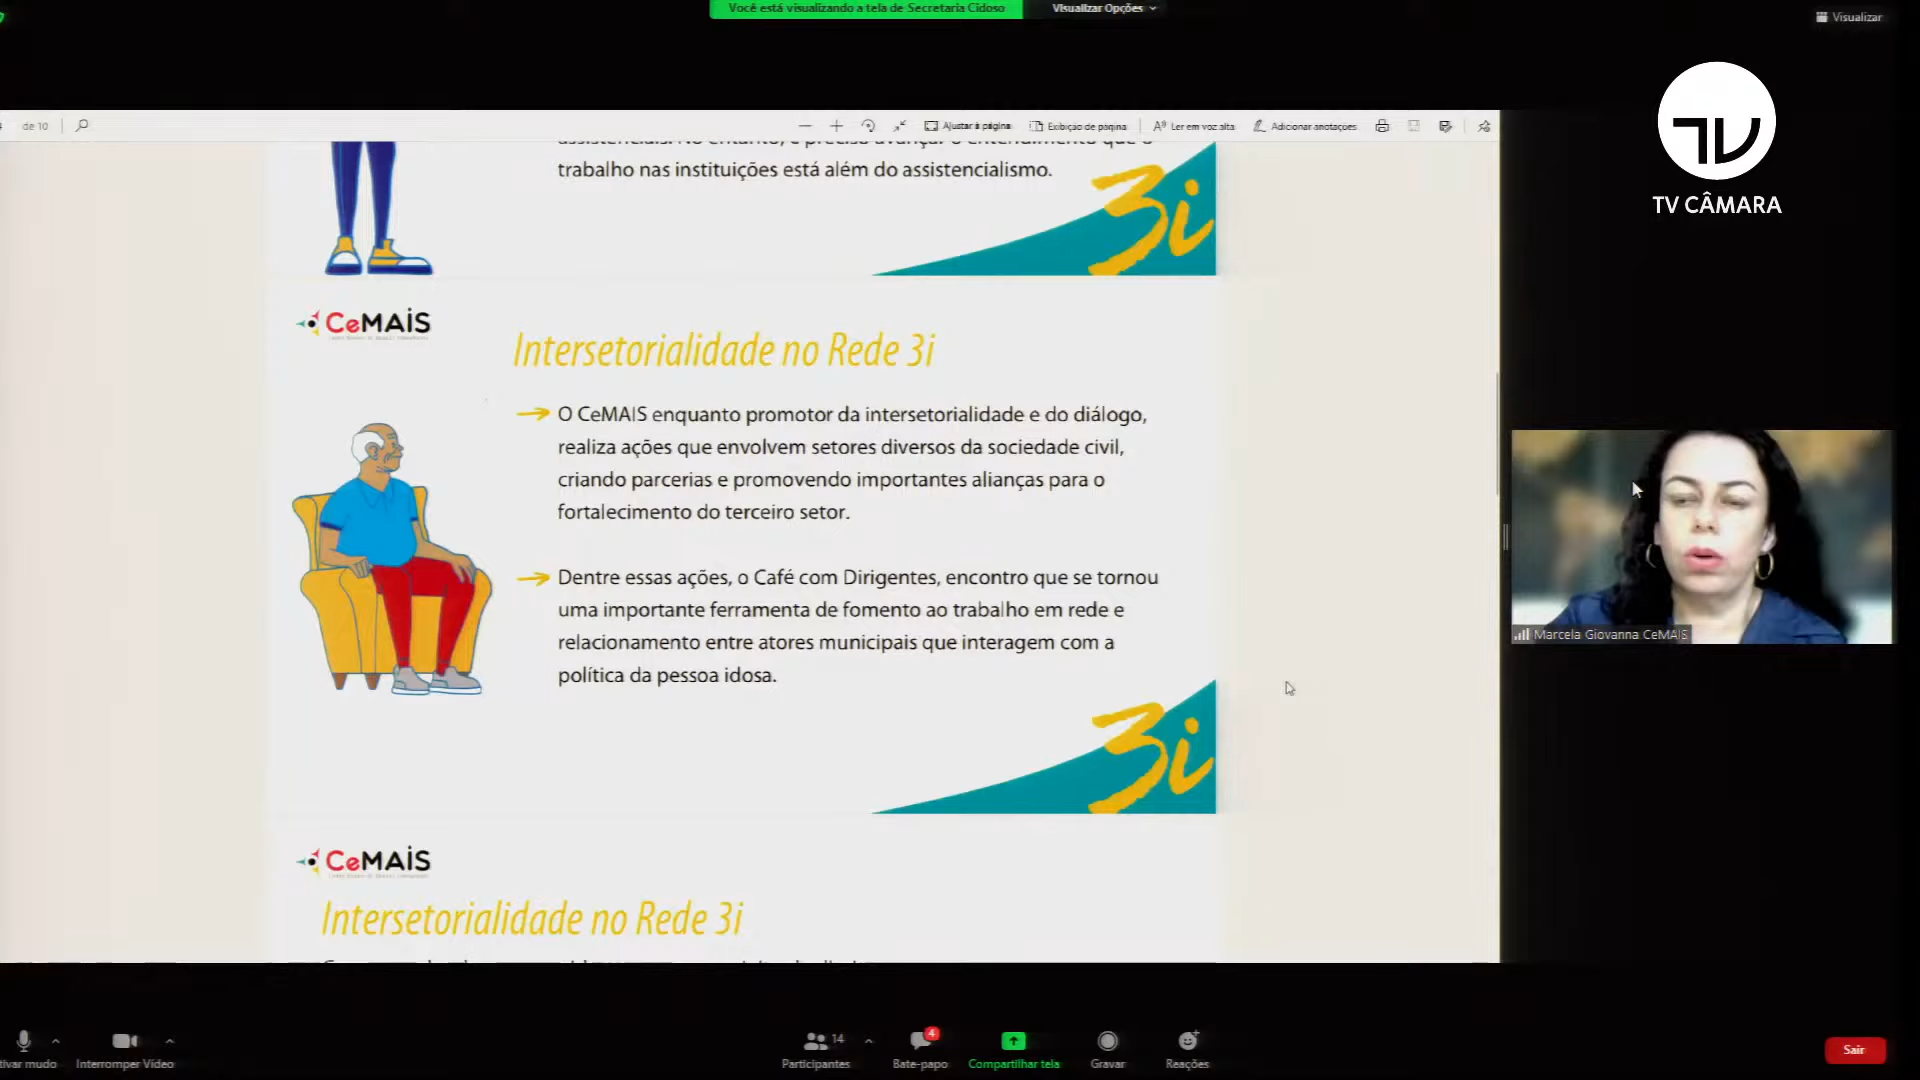 Você está visualizando a tela de Secretaria Cidoso
Visualizar Opções
Visualizar
TV CÂMARA
de 10
Ajustar à página
Exibição de página
Ler em voz alta
Adicionar anotações
trabalho nas instituições está além do assistencialismo.
3i
CeMAIS
Intersetorialidade no Rede 3i
O CeMAIS enquanto promotor da intersetorialidade e do diálogo,
realiza ações que envolvem setores diversos da sociedade civil,
criando parcerias e promovendo importantes alianças para o
fortalecimento do terceiro setor.
Dentre essas ações, o Café com Dirigentes, encontro que se tornou
uma importante ferramenta de fomento ao trabalho em rede e
relacionamento entre atores municipais que interagem com a
política da pessoa idosa.
Marcela Giovanna CeMAIS
3i
CeMAIS
Intersetorialidade no Rede 3i
tivar mudo
Interromper Vídeo
14
Participantes
4
Bate-papo
Compartilhar tela
Gravar
Reações
Sair